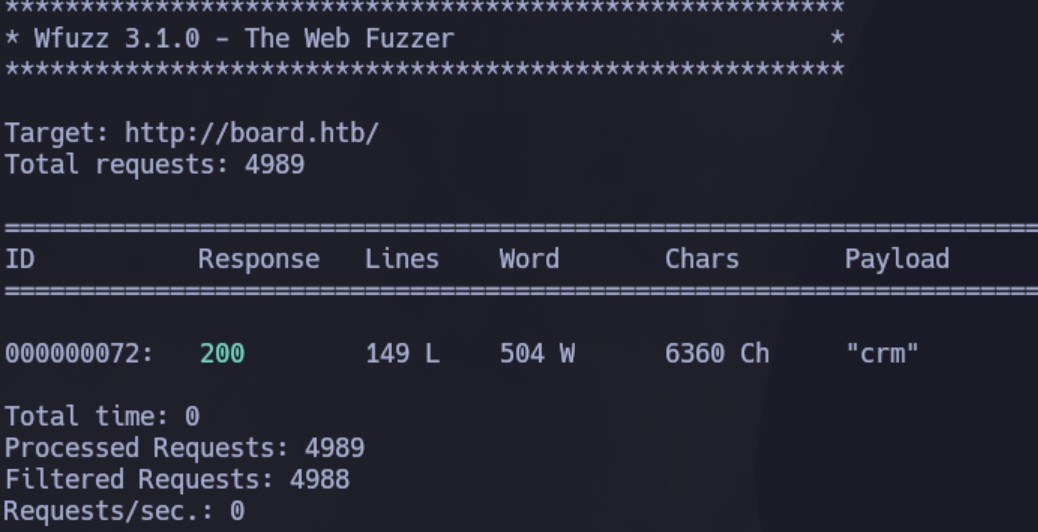 ********************************************************
* Wfuzz 3.1.0 - The Web Fuzzer                         *
********************************************************
Target: http://board.htb/
Total requests: 4989
=====================================================================
ID           Response   Lines    Word       Chars       Payload
=====================================================================
000000072:   200        149 L    504 W      6360 Ch     "crm"
Total time: 0
Processed Requests: 4989
Filtered Requests: 4988
Requests/sec.: 0